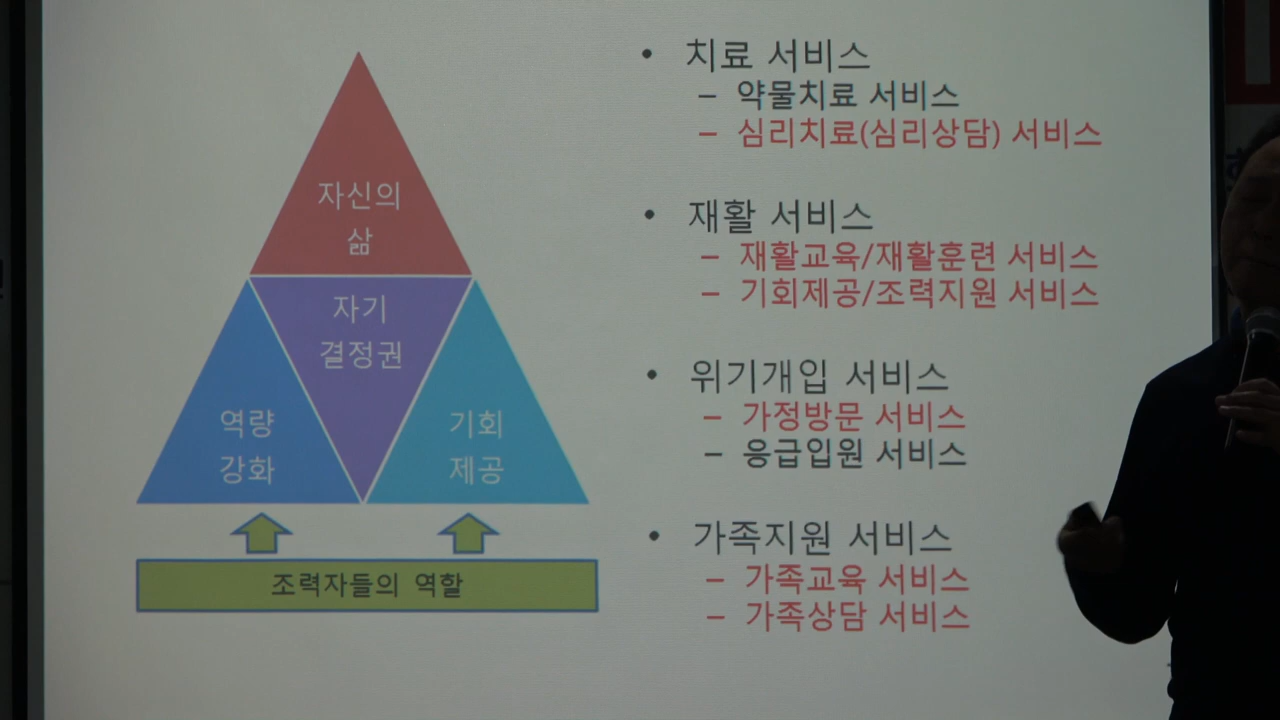 자신의
삶
자기
결정권
역량
강화
기회
제공
조력자들의 역할
• 치료 서비스
– 약물치료 서비스
– 심리치료(심리상담) 서비스
• 재활 서비스
– 재활교육/재활훈련 서비스
– 기회제공/조력지원 서비스
• 위기개입 서비스
– 가정방문 서비스
– 응급입원 서비스
• 가족지원 서비스
– 가족교육 서비스
– 가족상담 서비스